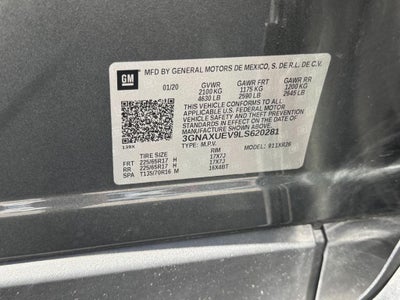 GM
MFD BY GENERAL MOTORS DE MEXICO, S. DE R.L. DE C.V.
01/20 GVWR GAWR FRT GAWR RR
2100 KG 1175 KG 1200 KG
4630 LB 2590 LB 2645 LB
THIS VEHICLE CONFORMS TO ALL
APPLICABLE U.S. FEDERAL MOTOR
VEHICLE SAFETY AND THEFT PREVENTION
STANDARDS IN EFFECT ON THE DATE OF
MANUFACTURE SHOWN ABOVE.
3GNAXUEV9LS620281
TYPE: M.P.V. MODEL: 911XR26
RIM
FRT 225/65R17 H 17X7J
RR 225/65R17 H 17X7J
SPA T135/70R16 M 16X4BT